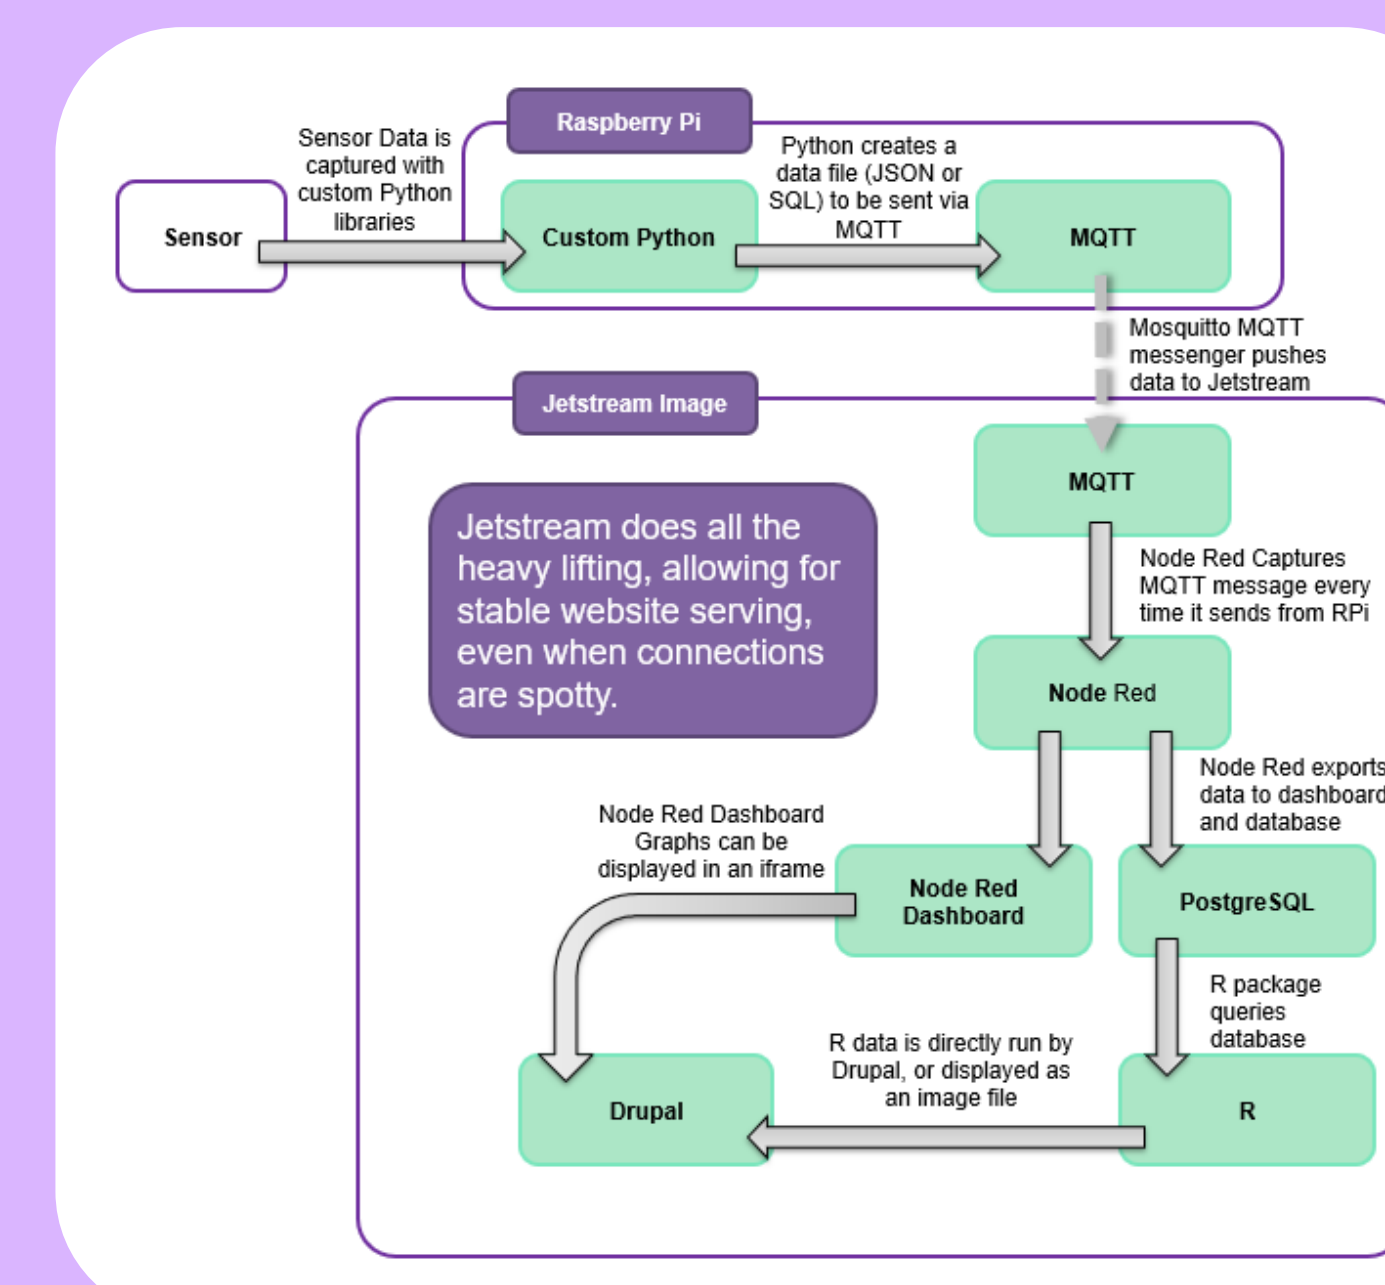 Raspberry Pi
Sensor Data is
captured with
custom Python
libraries
Python creates a
data file (JSON or
SQL) to be sent via
MQTT
Sensor
Custom Python
MQTT
Mosquitto MQTT
messenger pushes
data to Jetstream
Jetstream Image
MQTT
Jetstream does all the
heavy lifting, allowing for
stable website serving,
even when connections
are spotty.
Node Red Captures
MQTT message every
time it sends from RPi
Node Red
Node Red exports
data to dashboard
and database
Node Red Dashboard
Graphs can be
displayed in an iframe
Node Red
Dashboard
PostgreSQL
R package
queries
database
R data is directly run by
Drupal, or displayed as
an image file
Drupal
R